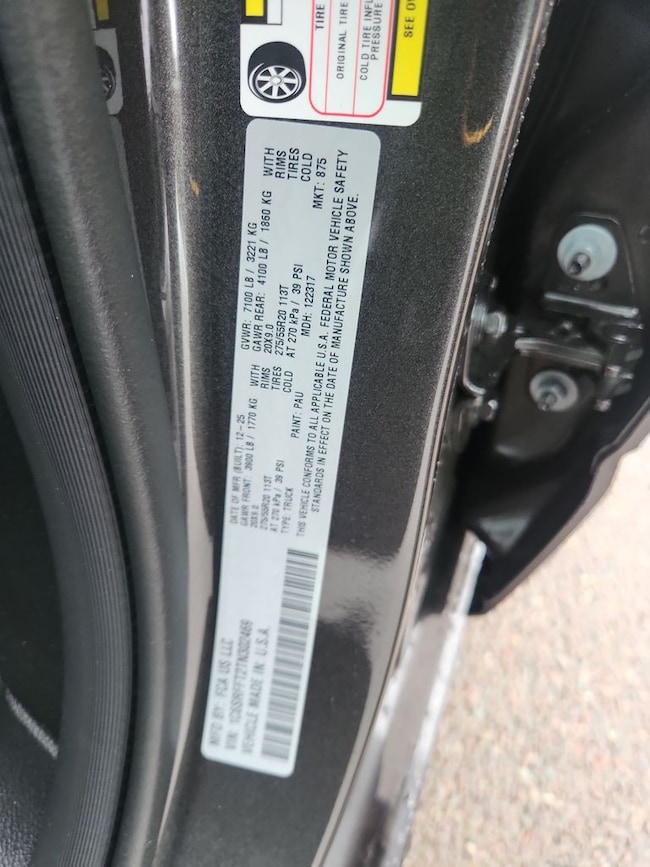 TIRE
ORIGINAL TIRE
COLD TIRE INFL
PRESSURE
SEE OW
MFD BY: FCA US LLC
DATE OF MFR (BUILT): 12-25
GVWR: 7100 LB / 3221 KG
GAWR FRONT: 3900 LB / 1770 KG WITH
GAWR REAR: 4100 LB / 1860 KG WITH
20X9.0 RIMS
20X9.0 RIMS
275/55R20 113T TIRES
275/55R20 113T TIRES
AT 270 kPa / 39 PSI COLD
AT 270 kPa / 39 PSI COLD
VIN:
TYPE: TRUCK
VEHICLE MADE IN: U.S.A.
PAINT: PAU
MDH: 122317
MKT: 875
THIS VEHICLE CONFORMS TO ALL APPLICABLE U.S.A. FEDERAL MOTOR VEHICLE SAFETY
STANDARDS IN EFFECT ON THE DATE OF MANUFACTURE SHOWN ABOVE.